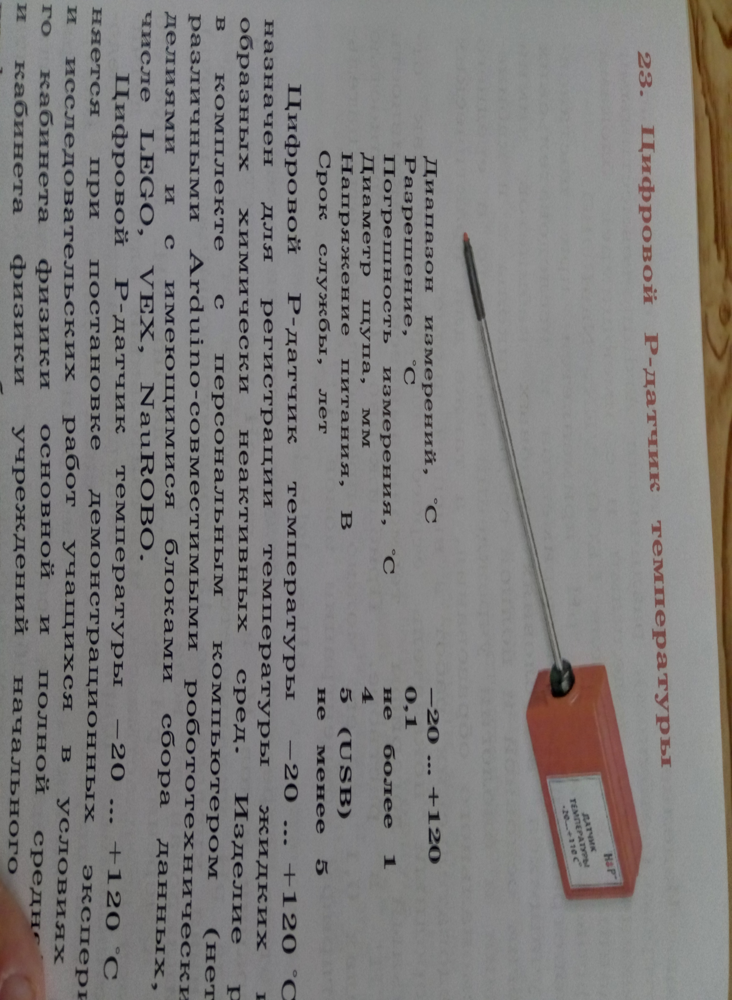 23. Цифровой Р-датчик температуры
H&P
ДАТЧИК
ТЕМПЕРАТУРЫ
-20...+110 C°
Диапазон измерений, °С −20 ... +120
Разрешение, °С 0,1
Погрешность измерения, °С не более 1
Диаметр щупа, мм 4
Напряжение питания, В 5 (USB)
Срок службы, лет не менее 5
Цифровой Р-датчик температуры −20 ... +120 °С
назначен для регистрации температуры жидких
образных химически неактивных сред. Изделие
в комплекте с персональным компьютером (нет
различными Arduino-совместимыми робототехнически
делиями и с имеющимися блоками сбора данных,
числе LEGO, VEX, NauROBO.
Цифровой Р-датчик температуры −20 ... +120 °С
няется при постановке демонстрационных экспери
и исследовательских работ учащихся в условиях
го кабинета физики основной и полной средн
и кабинета физики учреждений начального